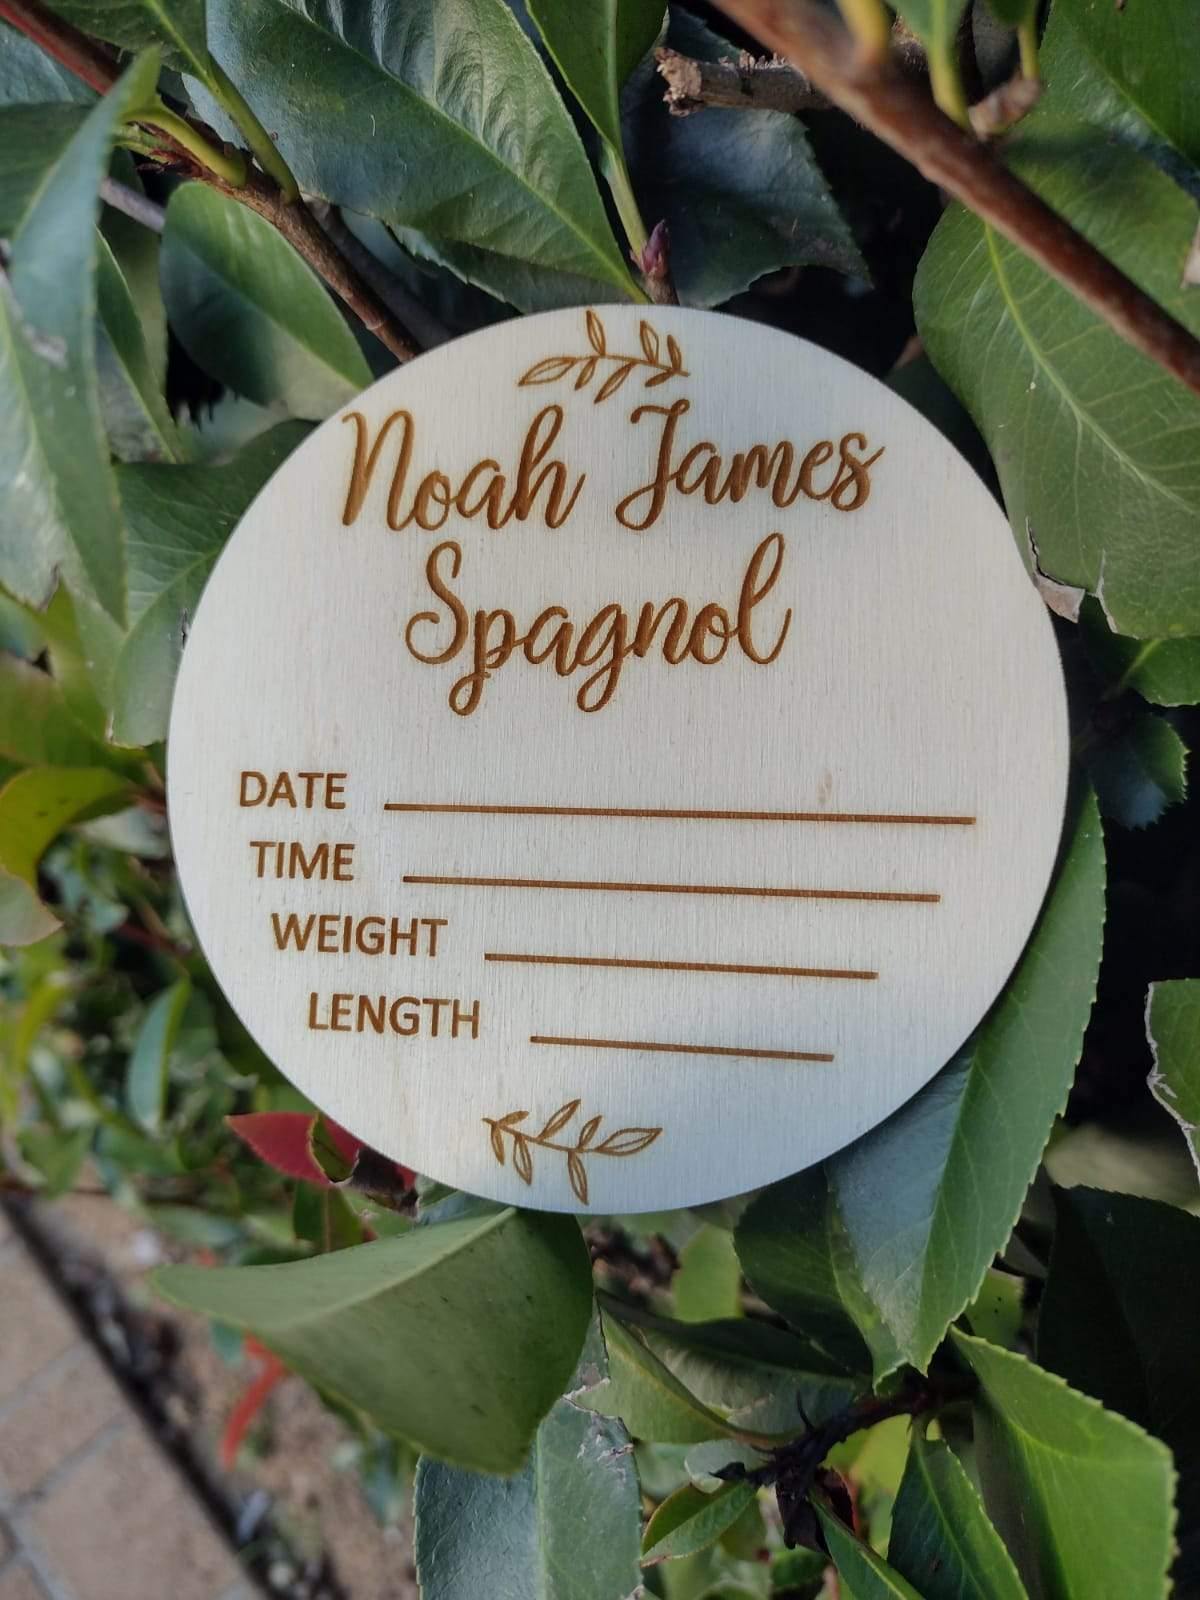 Noah James
Spagnol
DATE
TIME
WEIGHT
LENGTH